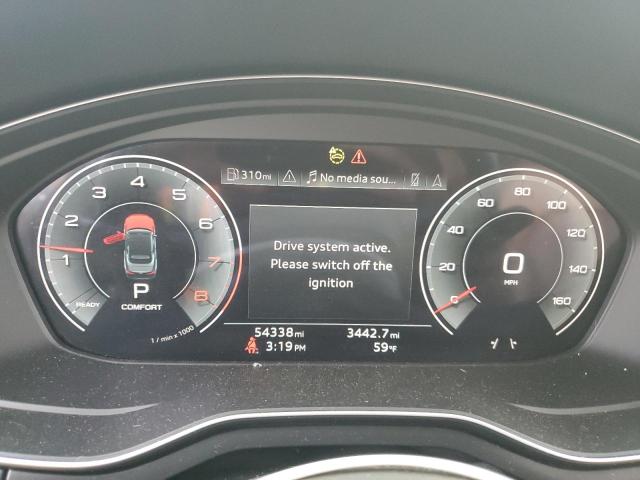 310mi No media sou...
1 2 3 4 5 6 7 8
READY
P
COMFORT
1 / min x 1000
Drive system active.
Please switch off the
ignition
54338mi 3442.7mi
3:19 PM 59°F
0 20 40 60 80 100 120 140 160
0
MPH